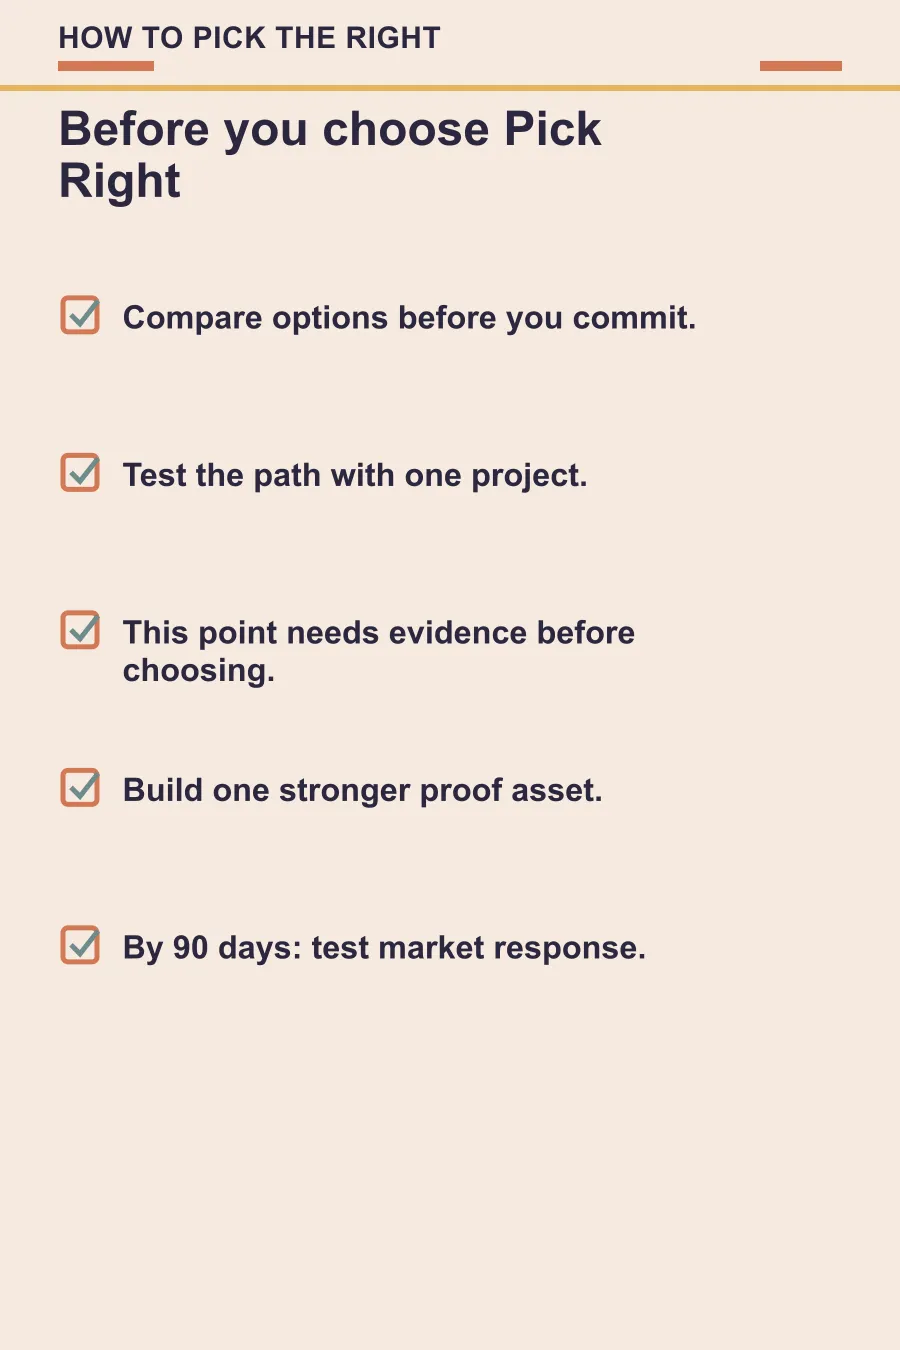 HOW TO PICK THE RIGHT
Before you choose Pick
Right
Compare options before you commit.
Test the path with one project.
This point needs evidence before
choosing.
Build one stronger proof asset.
By 90 days: test market response.